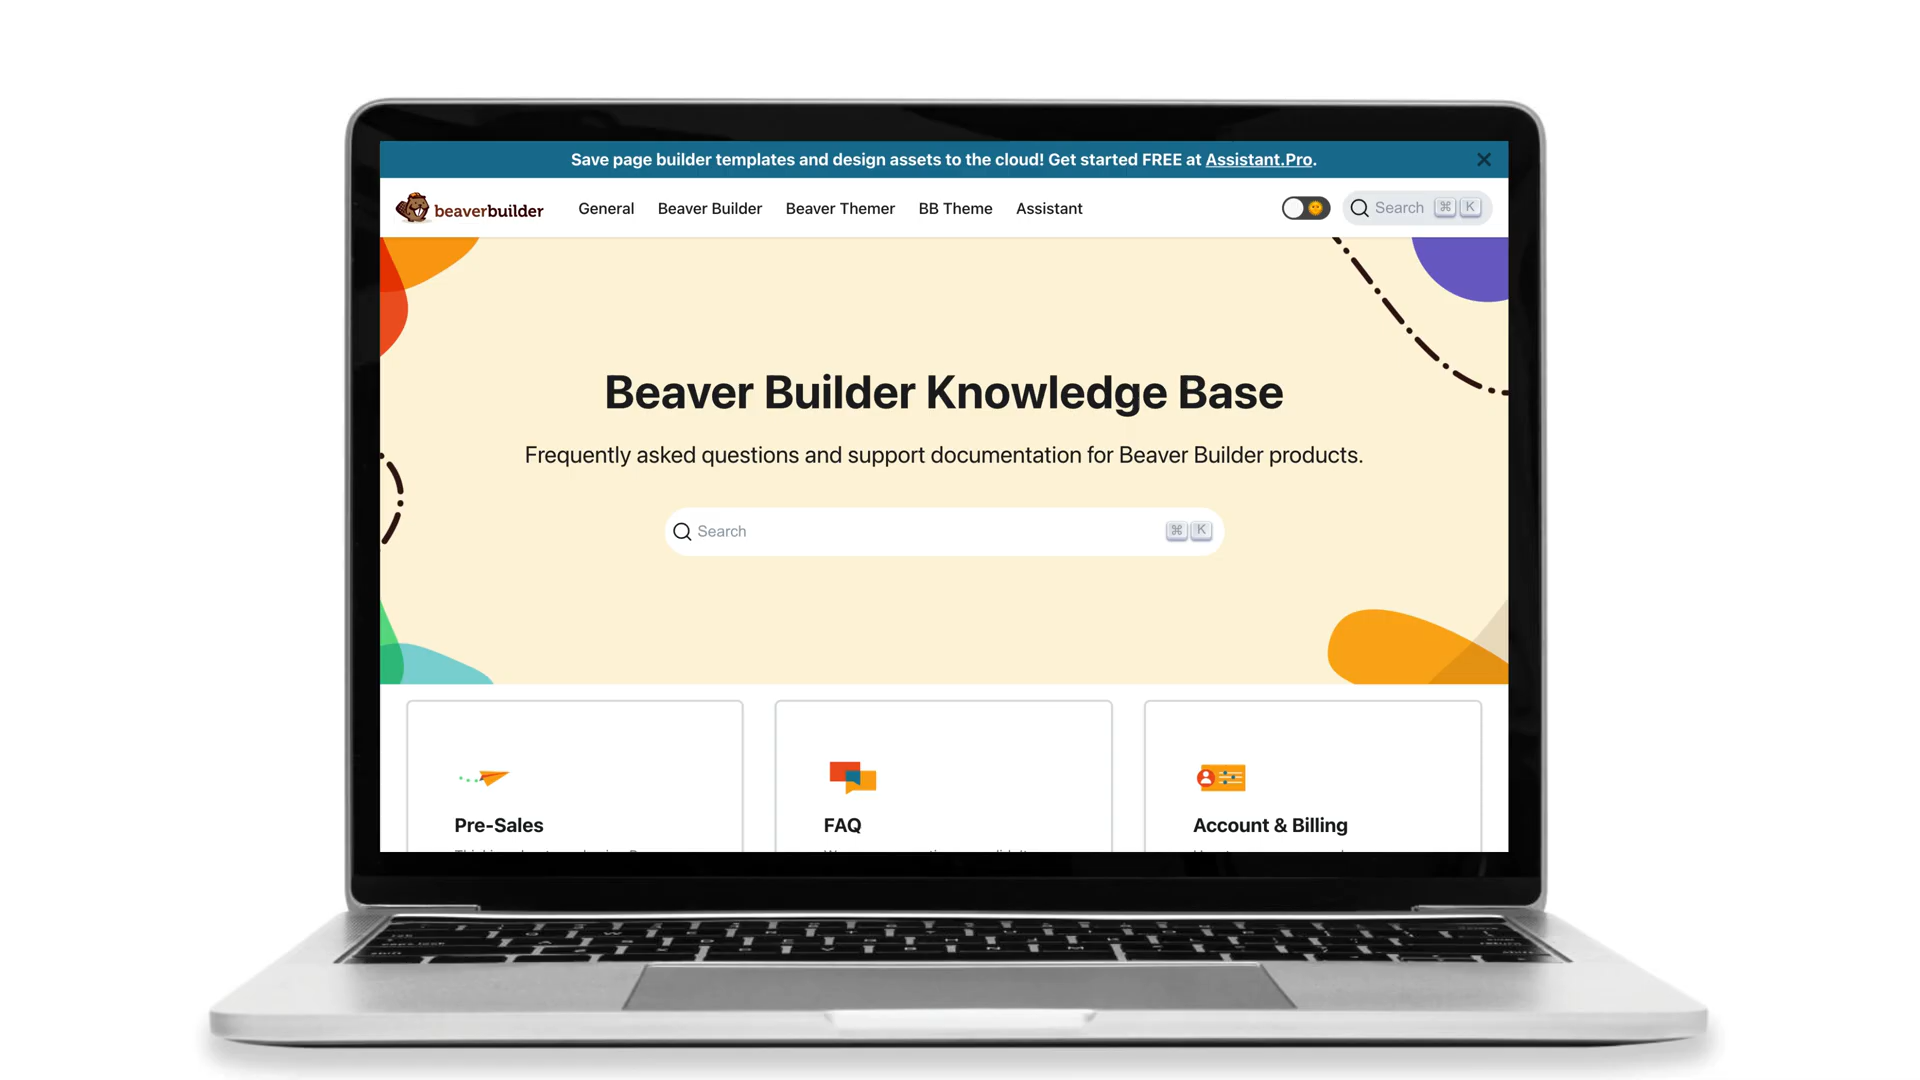 Save page builder templates and design assets to the cloud! Get started FREE at Assistant.Pro.
beaverbuilder General Beaver Builder Beaver Themer BB Theme Assistant Search ⌘ K
Beaver Builder Knowledge Base
Frequently asked questions and support documentation for Beaver Builder products.
Search ⌘ K
Pre-Sales FAQ Account & Billing